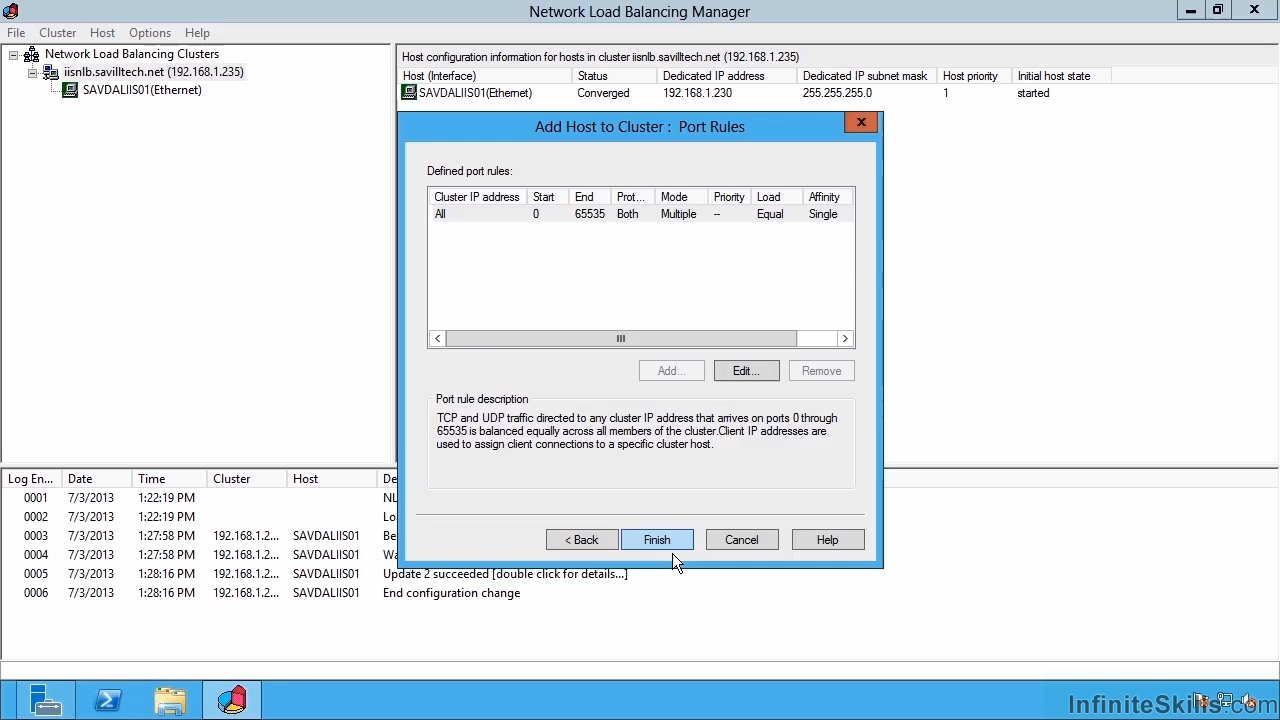 Network Load Balancing Manager
File Cluster Host Options Help
Network Load Balancing Clusters
iisnlb.savilltech.net (192.168.1.235)
SAVDALIIS01(Ethernet)
Host configuration information for hosts in cluster iisnlb.savilltech.net (192.168.1.235)
Host (Interface) Status Dedicated IP address Dedicated IP subnet mask Host priority Initial host state
SAVDALIIS01(Ethernet) Converged 192.168.1.230 255.255.255.0 1 started
Add Host to Cluster : Port Rules
Defined port rules:
Cluster IP address Start End Prot... Mode Priority Load Affinity
All 0 65535 Both Multiple -- Equal Single
Add... Edit... Remove
Port rule description
TCP and UDP traffic directed to any cluster IP address that arrives on ports 0 through
65535 is balanced equally across all members of the cluster.Client IP addresses are
used to assign client connections to a specific cluster host.
< Back Finish Cancel Help
Log En... Date Time Cluster Host De
0001 7/3/2013 1:22:19 PM NL
0002 7/3/2013 1:22:19 PM Loa
0003 7/3/2013 1:27:58 PM 192.168.1.2... SAVDALIIS01 Be
0004 7/3/2013 1:27:58 PM 192.168.1.2... SAVDALIIS01 Wa
0005 7/3/2013 1:28:16 PM 192.168.1.2... SAVDALIIS01 Update 2 succeeded [double click for details...]
0006 7/3/2013 1:28:16 PM 192.168.1.2... SAVDALIIS01 End configuration change
InfiniteSkills.com